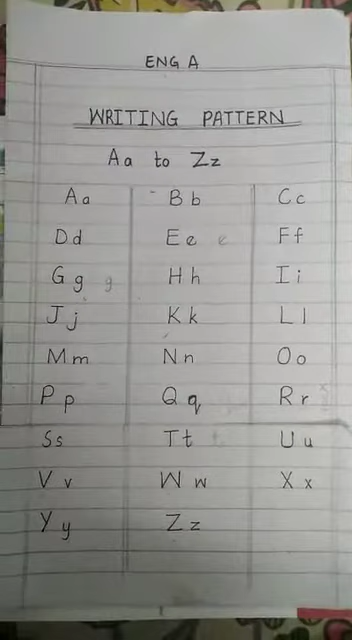 ENG A
WRITING PATTERN
Aa to Zz
Aa Bb Cc
Dd Ee e Ff
Gg g Hh Ii
Jj Kk Ll
Mm Nn Oo
Pp Qq Rr
Ss Tt Uu
Vv Ww Xx
Yy Zz